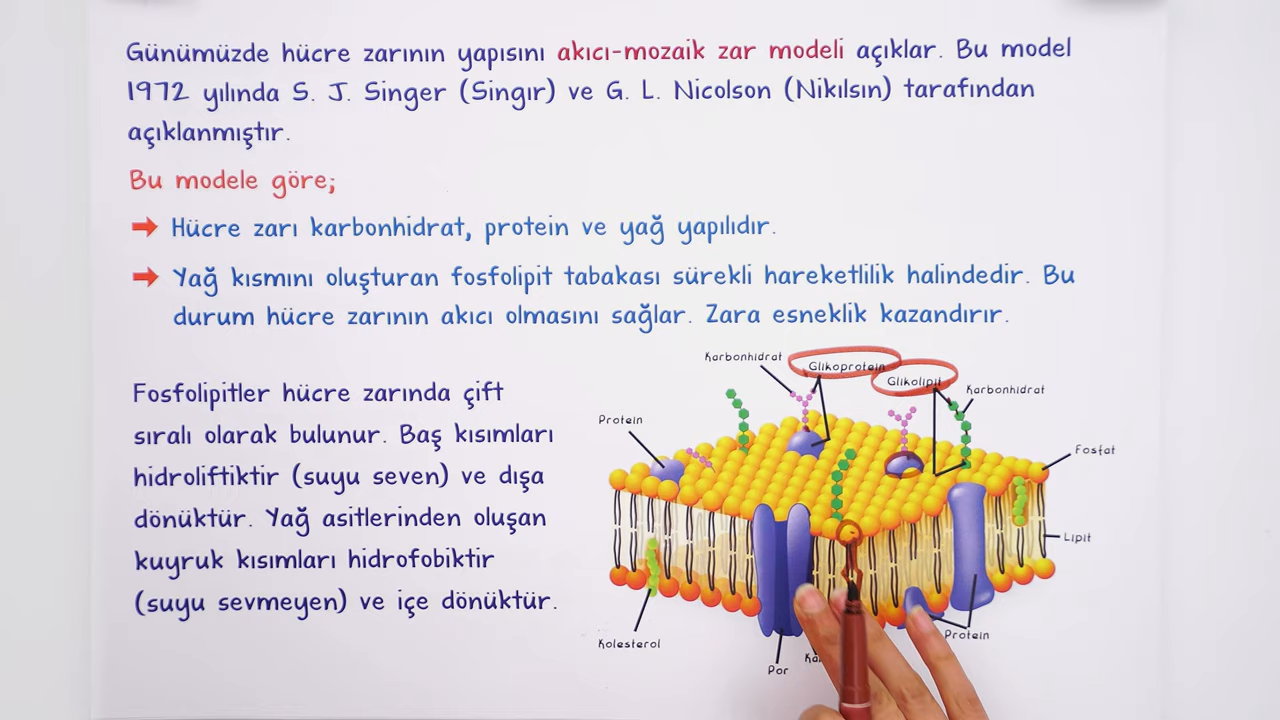 Günümüzde hücre zarının yapısını akıcı-mozaik zar modeli açıklar. Bu model
1972 yılında S. J. Singer (Singır) ve G. L. Nicolson (Nikılsın) tarafından
açıklanmıştır.
Bu modele göre;
Hücre zarı karbonhidrat, protein ve yağ yapılıdır.
Yağ kısmını oluşturan fosfolipit tabakası sürekli hareketlilik halindedir. Bu
durum hücre zarının akıcı olmasını sağlar. Zara esneklik kazandırır.
Fosfolipitler hücre zarında çift
sıralı olarak bulunur. Baş kısımları
hidroliftiktir (suyu seven) ve dışa
dönüktür. Yağ asitlerinden oluşan
kuyruk kısımları hidrofobiktir
(suyu sevmeyen) ve içe dönüktür.
Karbonhidrat
Glikoprotein
Glikolipit
Karbonhidrat
Protein
Fosfat
Lipit
Protein
Kolesterol
Por